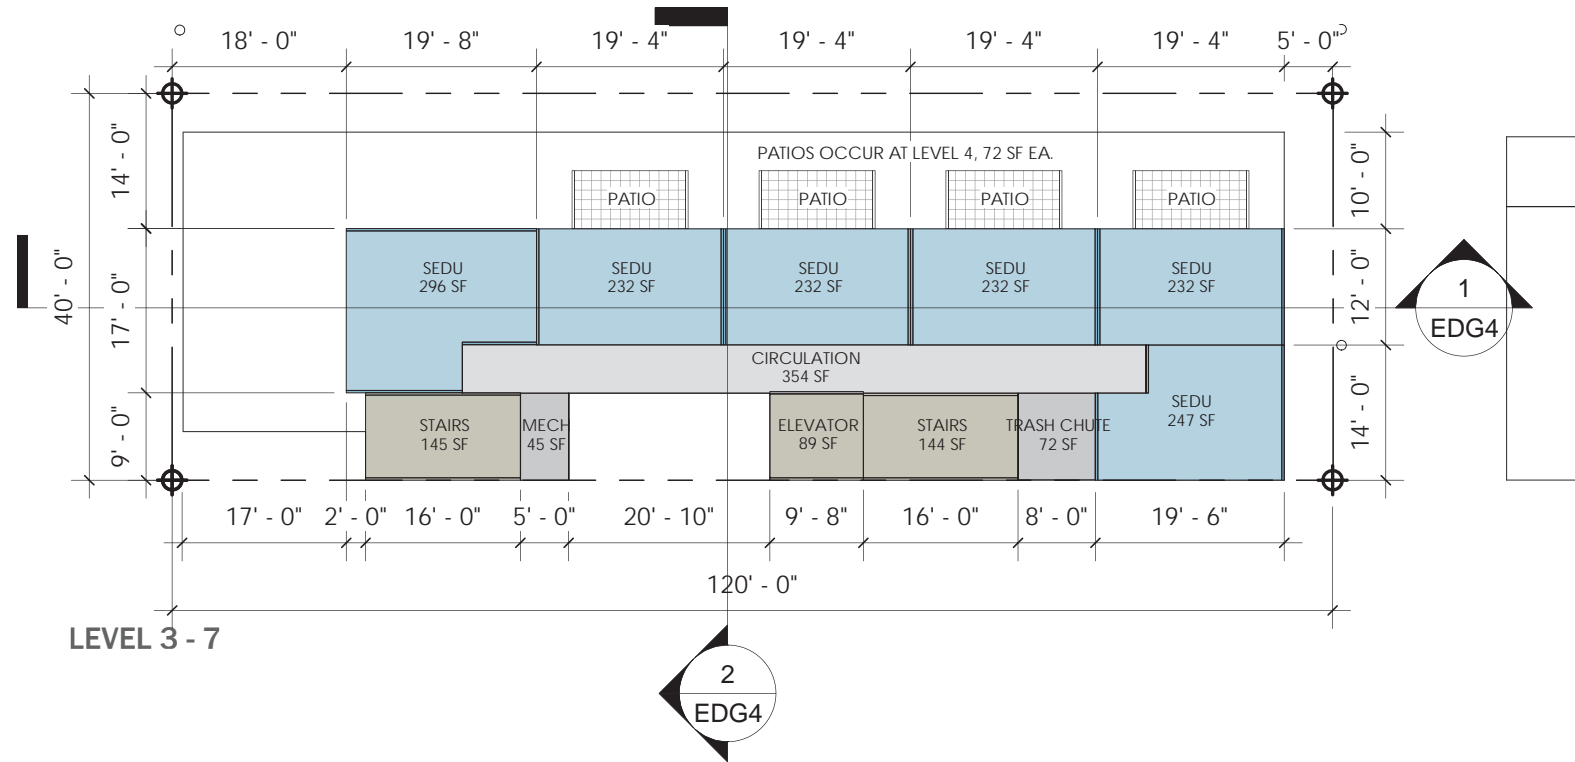 18' - 0" 19' - 8" 19' - 4" 19' - 4" 19' - 4" 19' - 4" 5' - 0"
14' - 0"
17' - 0"
9' - 0"
40' - 0"
PATIOS OCCUR AT LEVEL 4, 72 SF EA.
PATIO PATIO PATIO PATIO
SEDU
296 SF
SEDU
232 SF
SEDU
232 SF
SEDU
232 SF
SEDU
232 SF
CIRCULATION
354 SF
STAIRS
145 SF
MECH
45 SF
ELEVATOR
89 SF
STAIRS
144 SF
TRASH CHUTE
72 SF
SEDU
247 SF
10' - 0"
12' - 0"
14' - 0"
1
EDG4
17' - 0" 2' - 0" 16' - 0" 5' - 0" 20' - 10" 9' - 8" 16' - 0" 8' - 0" 19' - 6"
120' - 0"
LEVEL 3 - 7
2
EDG4